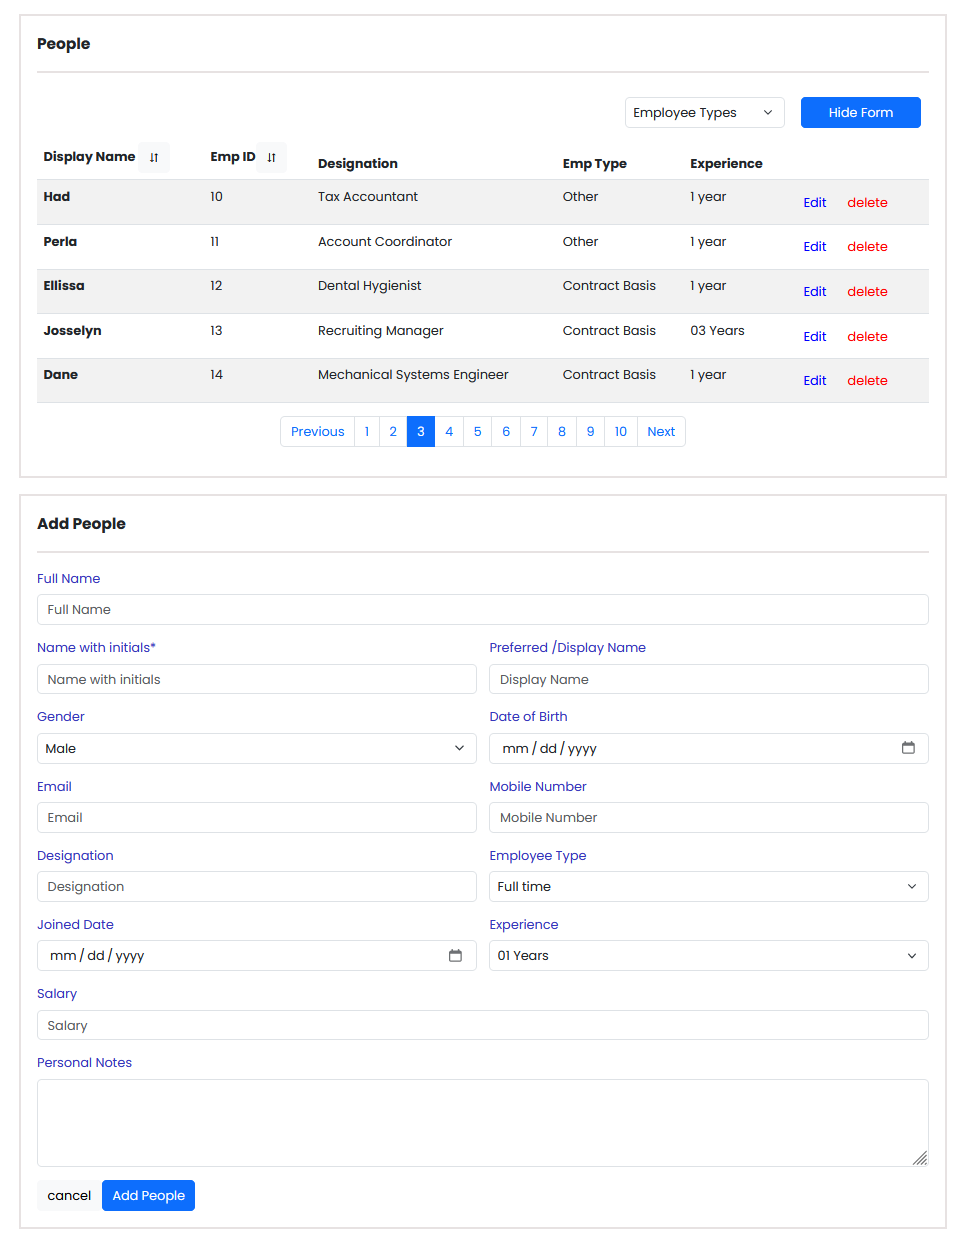 People
Employee Types Hide Form
Display Name Emp ID Designation Emp Type Experience
Had 10 Tax Accountant Other 1 year Edit delete
Perla 11 Account Coordinator Other 1 year Edit delete
Ellissa 12 Dental Hygienist Contract Basis 1 year Edit delete
Josselyn 13 Recruiting Manager Contract Basis 03 Years Edit delete
Dane 14 Mechanical Systems Engineer Contract Basis 1 year Edit delete
Previous 1 2 3 4 5 6 7 8 9 10 Next
Add People
Full Name
Full Name
Name with initials* Preferred /Display Name
Name with initials Display Name
Gender Date of Birth
Male mm/dd/yyyy
Email Mobile Number
Email Mobile Number
Designation Employee Type
Designation Full time
Joined Date Experience
mm/dd/yyyy 01 Years
Salary
Salary
Personal Notes
cancel Add People